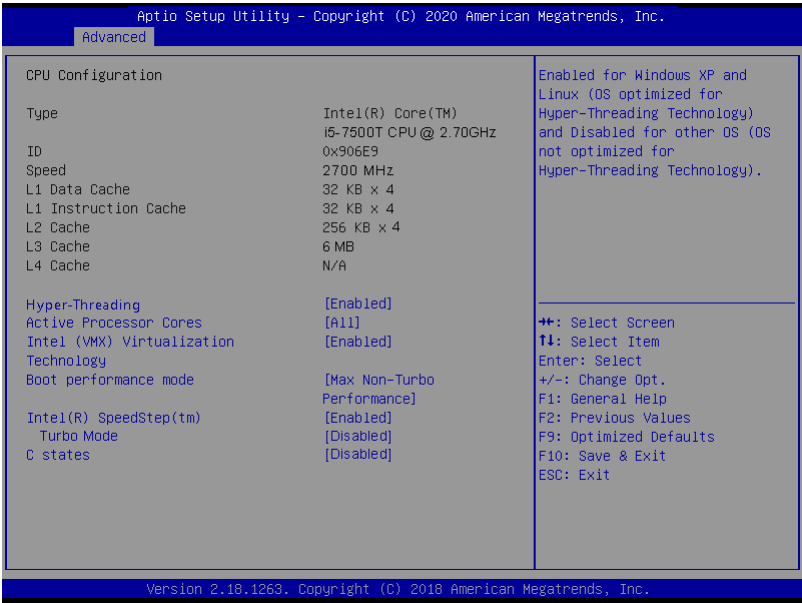 Aptio Setup Utility – Copyright (C) 2020 American Megatrends, Inc.
Advanced
CPU Configuration
Type Intel(R) Core(TM)
i5-7500T CPU @ 2.70GHz
ID 0x906E9
Speed 2700 MHz
L1 Data Cache 32 KB x 4
L1 Instruction Cache 32 KB x 4
L2 Cache 256 KB x 4
L3 Cache 6 MB
L4 Cache N/A
Hyper-Threading [Enabled]
Active Processor Cores [All]
Intel (VMX) Virtualization [Enabled]
Technology
Boot performance mode [Max Non-Turbo
Performance]
Intel(R) SpeedStep(tm) [Enabled]
Turbo Mode [Disabled]
C states [Disabled]
Enabled for Windows XP and
Linux (OS optimized for
Hyper-Threading Technology)
and Disabled for other OS (OS
not optimized for
Hyper-Threading Technology).
→←: Select Screen
↑↓: Select Item
Enter: Select
+/-: Change Opt.
F1: General Help
F2: Previous Values
F9: Optimized Defaults
F10: Save & Exit
ESC: Exit
Version 2.18.1263. Copyright (C) 2018 American Megatrends, Inc.